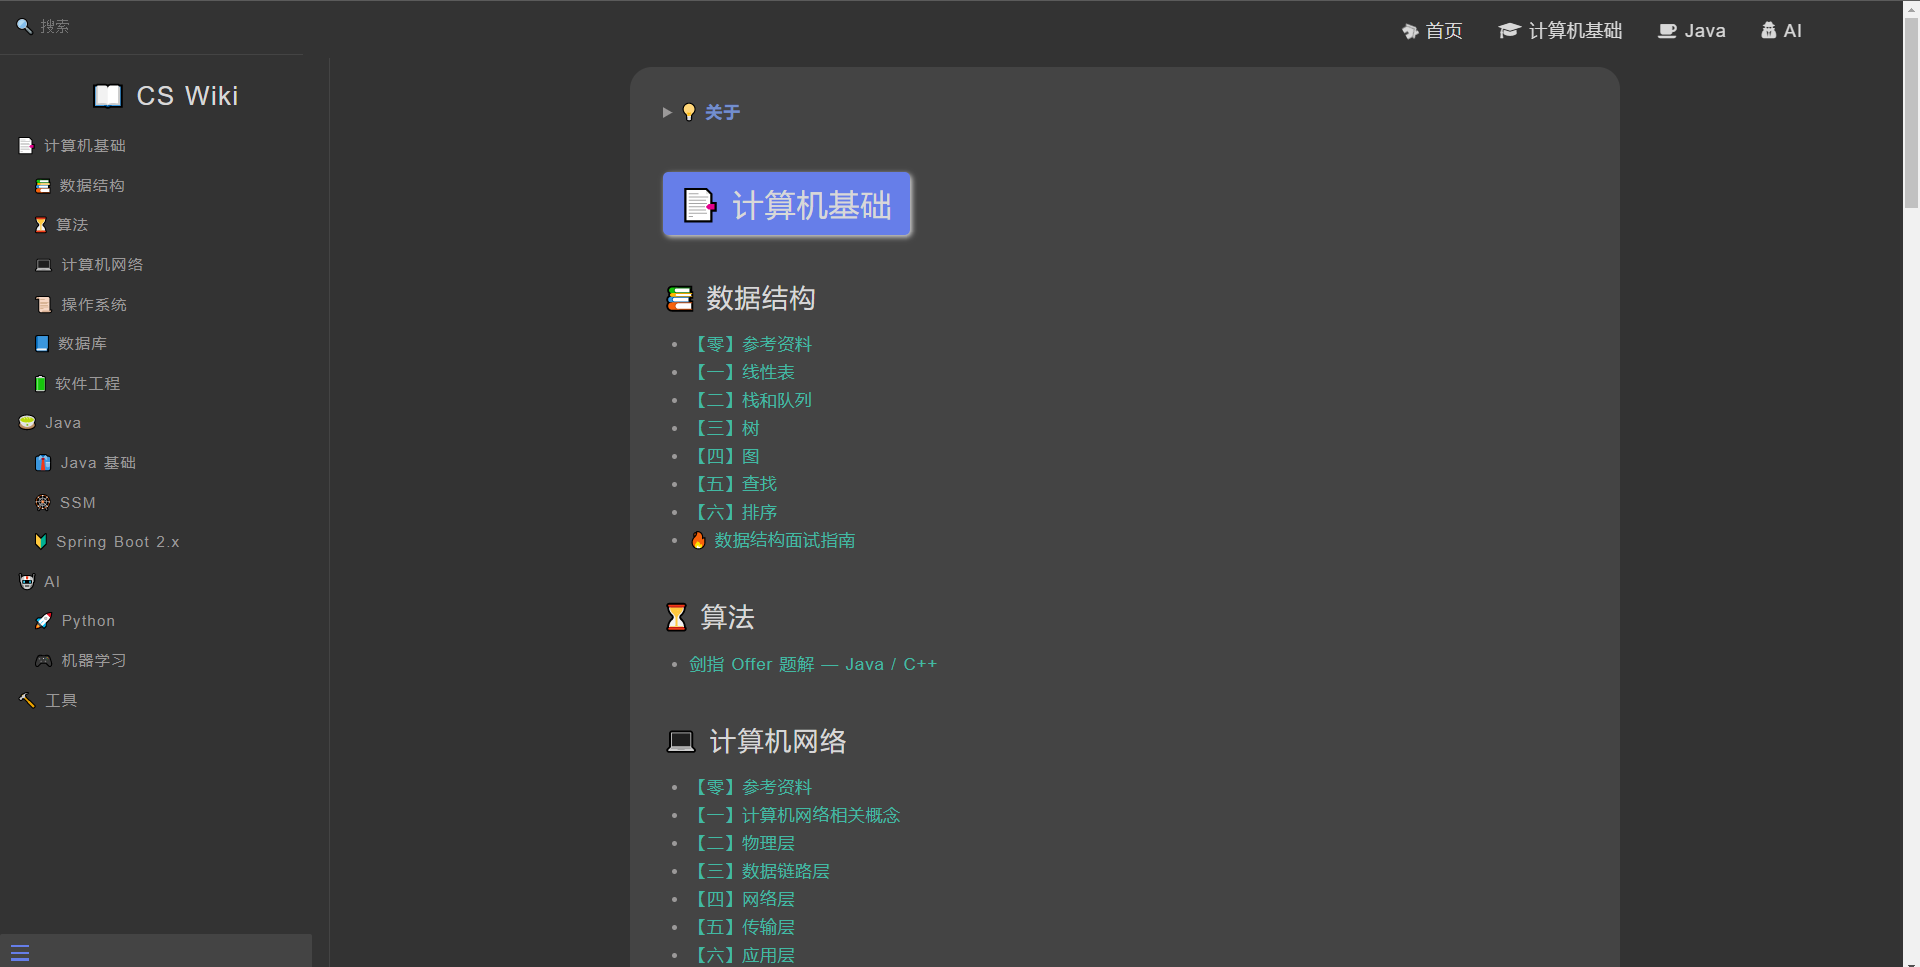 搜索
首页
计算机基础
Java
AI
CS Wiki
计算机基础
数据结构
算法
计算机网络
操作系统
数据库
软件工程
Java
Java 基础
SSM
Spring Boot 2.x
AI
Python
机器学习
工具
关于
计算机基础
数据结构
【零】参考资料
【一】线性表
【二】栈和队列
【三】树
【四】图
【五】查找
【六】排序
数据结构面试指南
算法
剑指 Offer 题解 — Java / C++
计算机网络
【零】参考资料
【一】计算机网络相关概念
【二】物理层
【三】数据链路层
【四】网络层
【五】传输层
【六】应用层